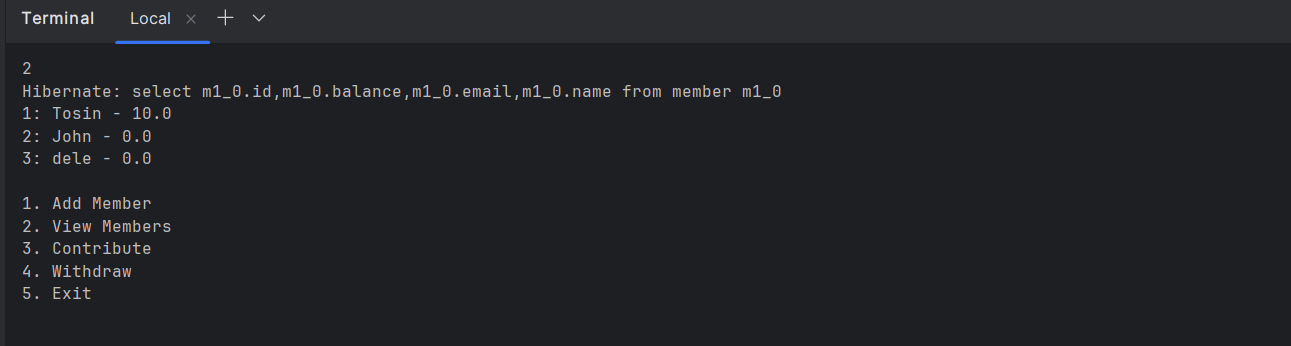 Terminal Local
2
Hibernate: select m1_0.id,m1_0.balance,m1_0.email,m1_0.name from member m1_0
1: Tosin - 10.0
2: John - 0.0
3: dele - 0.0
1. Add Member
2. View Members
3. Contribute
4. Withdraw
5. Exit